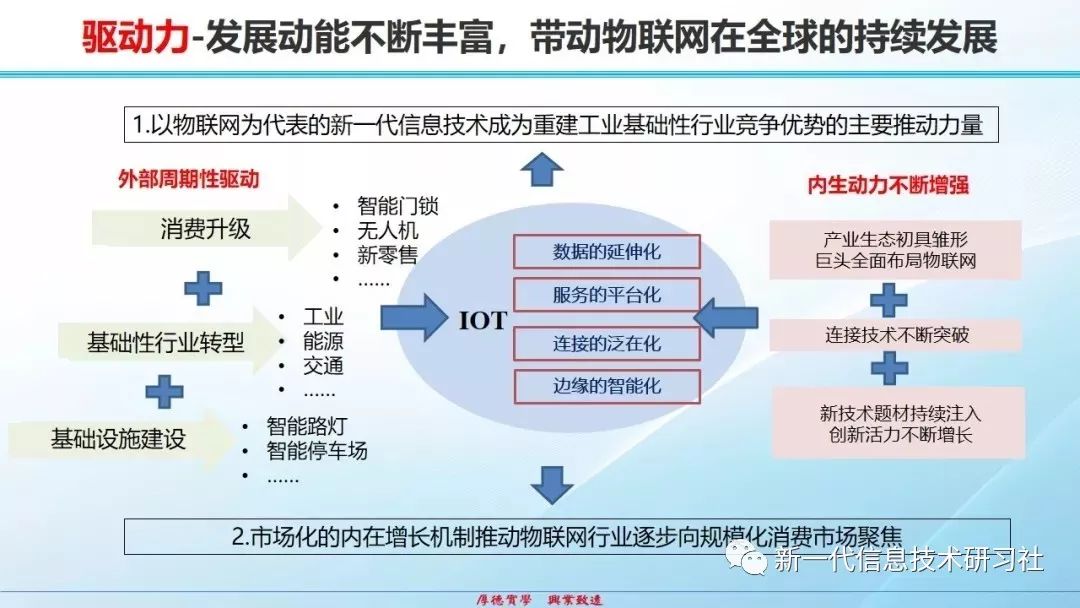 驱动力-发展动能不断丰富，带动物联网在全球的持续发展
1.以物联网为代表的新一代信息技术成为重建工业基础性行业竞争优势的主要推动力量
外部周期性驱动
消费升级
• 智能门锁
• 无人机
• 新零售
• ......
基础性行业转型
• 工业
• 能源
• 交通
• ......
基础设施建设
• 智能路灯
• 智能停车场
• ......
IOT
数据的延伸化
服务的平台化
连接的泛在化
边缘的智能化
内生动力不断增强
产业生态初具雏形
巨头全面布局物联网
连接技术不断突破
新技术题材持续注入
创新活力不断增长
2.市场化的内在增长机制推动物联网行业逐步向规模化消费市场聚焦
新一代信息技术研习社
厚德實學 興業致遠